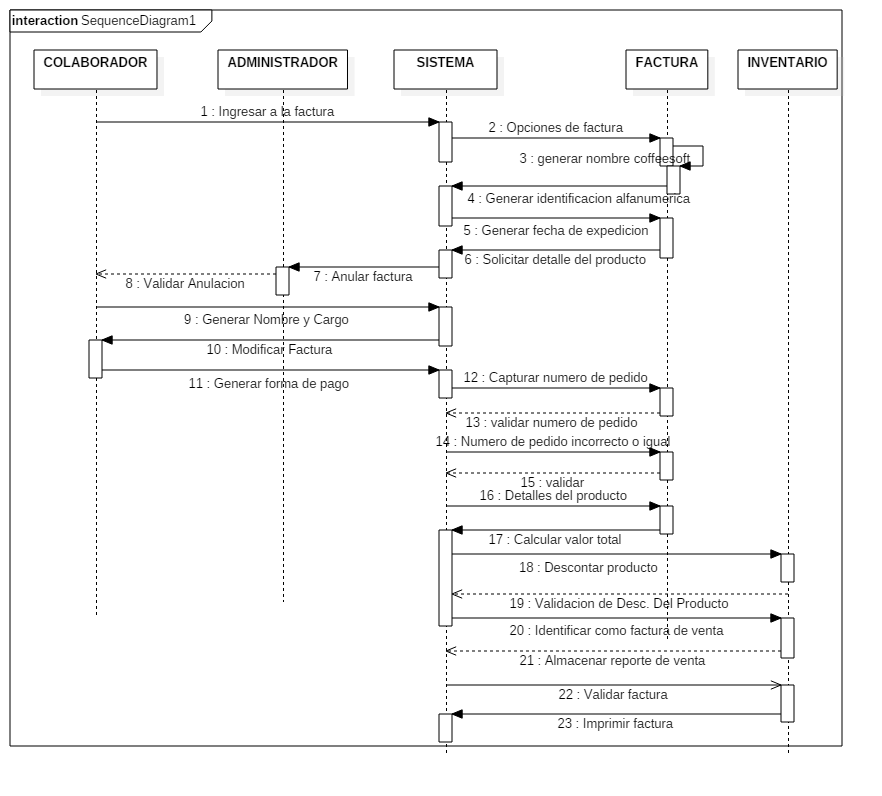 interaction SequenceDiagram1
COLABORADOR
ADMINISTRADOR
SISTEMA
FACTURA
INVENTARIO
1 : Ingresar a la factura
2 : Opciones de factura
3 : generar nombre coffeesoft
4 : Generar identificacion alfanumerica
5 : Generar fecha de expedicion
6 : Solicitar detalle del producto
7 : Anular factura
8 : Validar Anulacion
9 : Generar Nombre y Cargo
10 : Modificar Factura
11 : Generar forma de pago
12 : Capturar numero de pedido
13 : validar numero de pedido
14 : Numero de pedido incorrecto o igual
15 : validar
16 : Detalles del producto
17 : Calcular valor total
18 : Descontar producto
19 : Validacion de Desc. Del Producto
20 : Identificar como factura de venta
21 : Almacenar reporte de venta
22 : Validar factura
23 : Imprimir factura